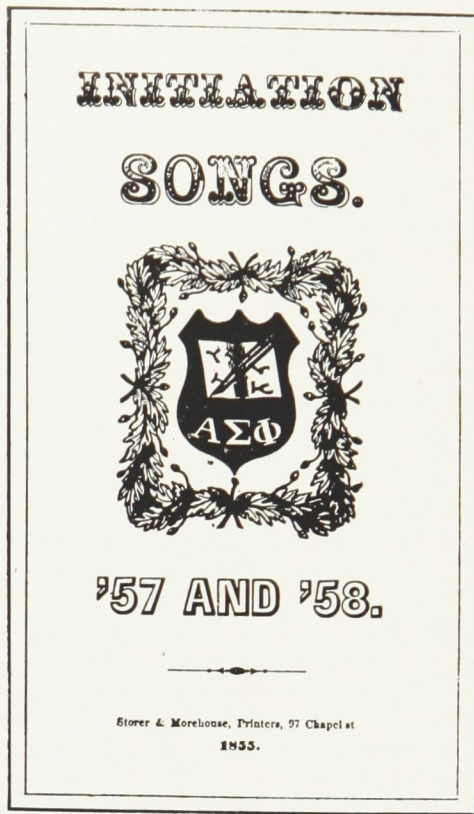 INITIATION
SONGS.
ΑΣΦ
'57 AND '58.
Storer & Morehouse, Printers, 97 Chapel st
1855.